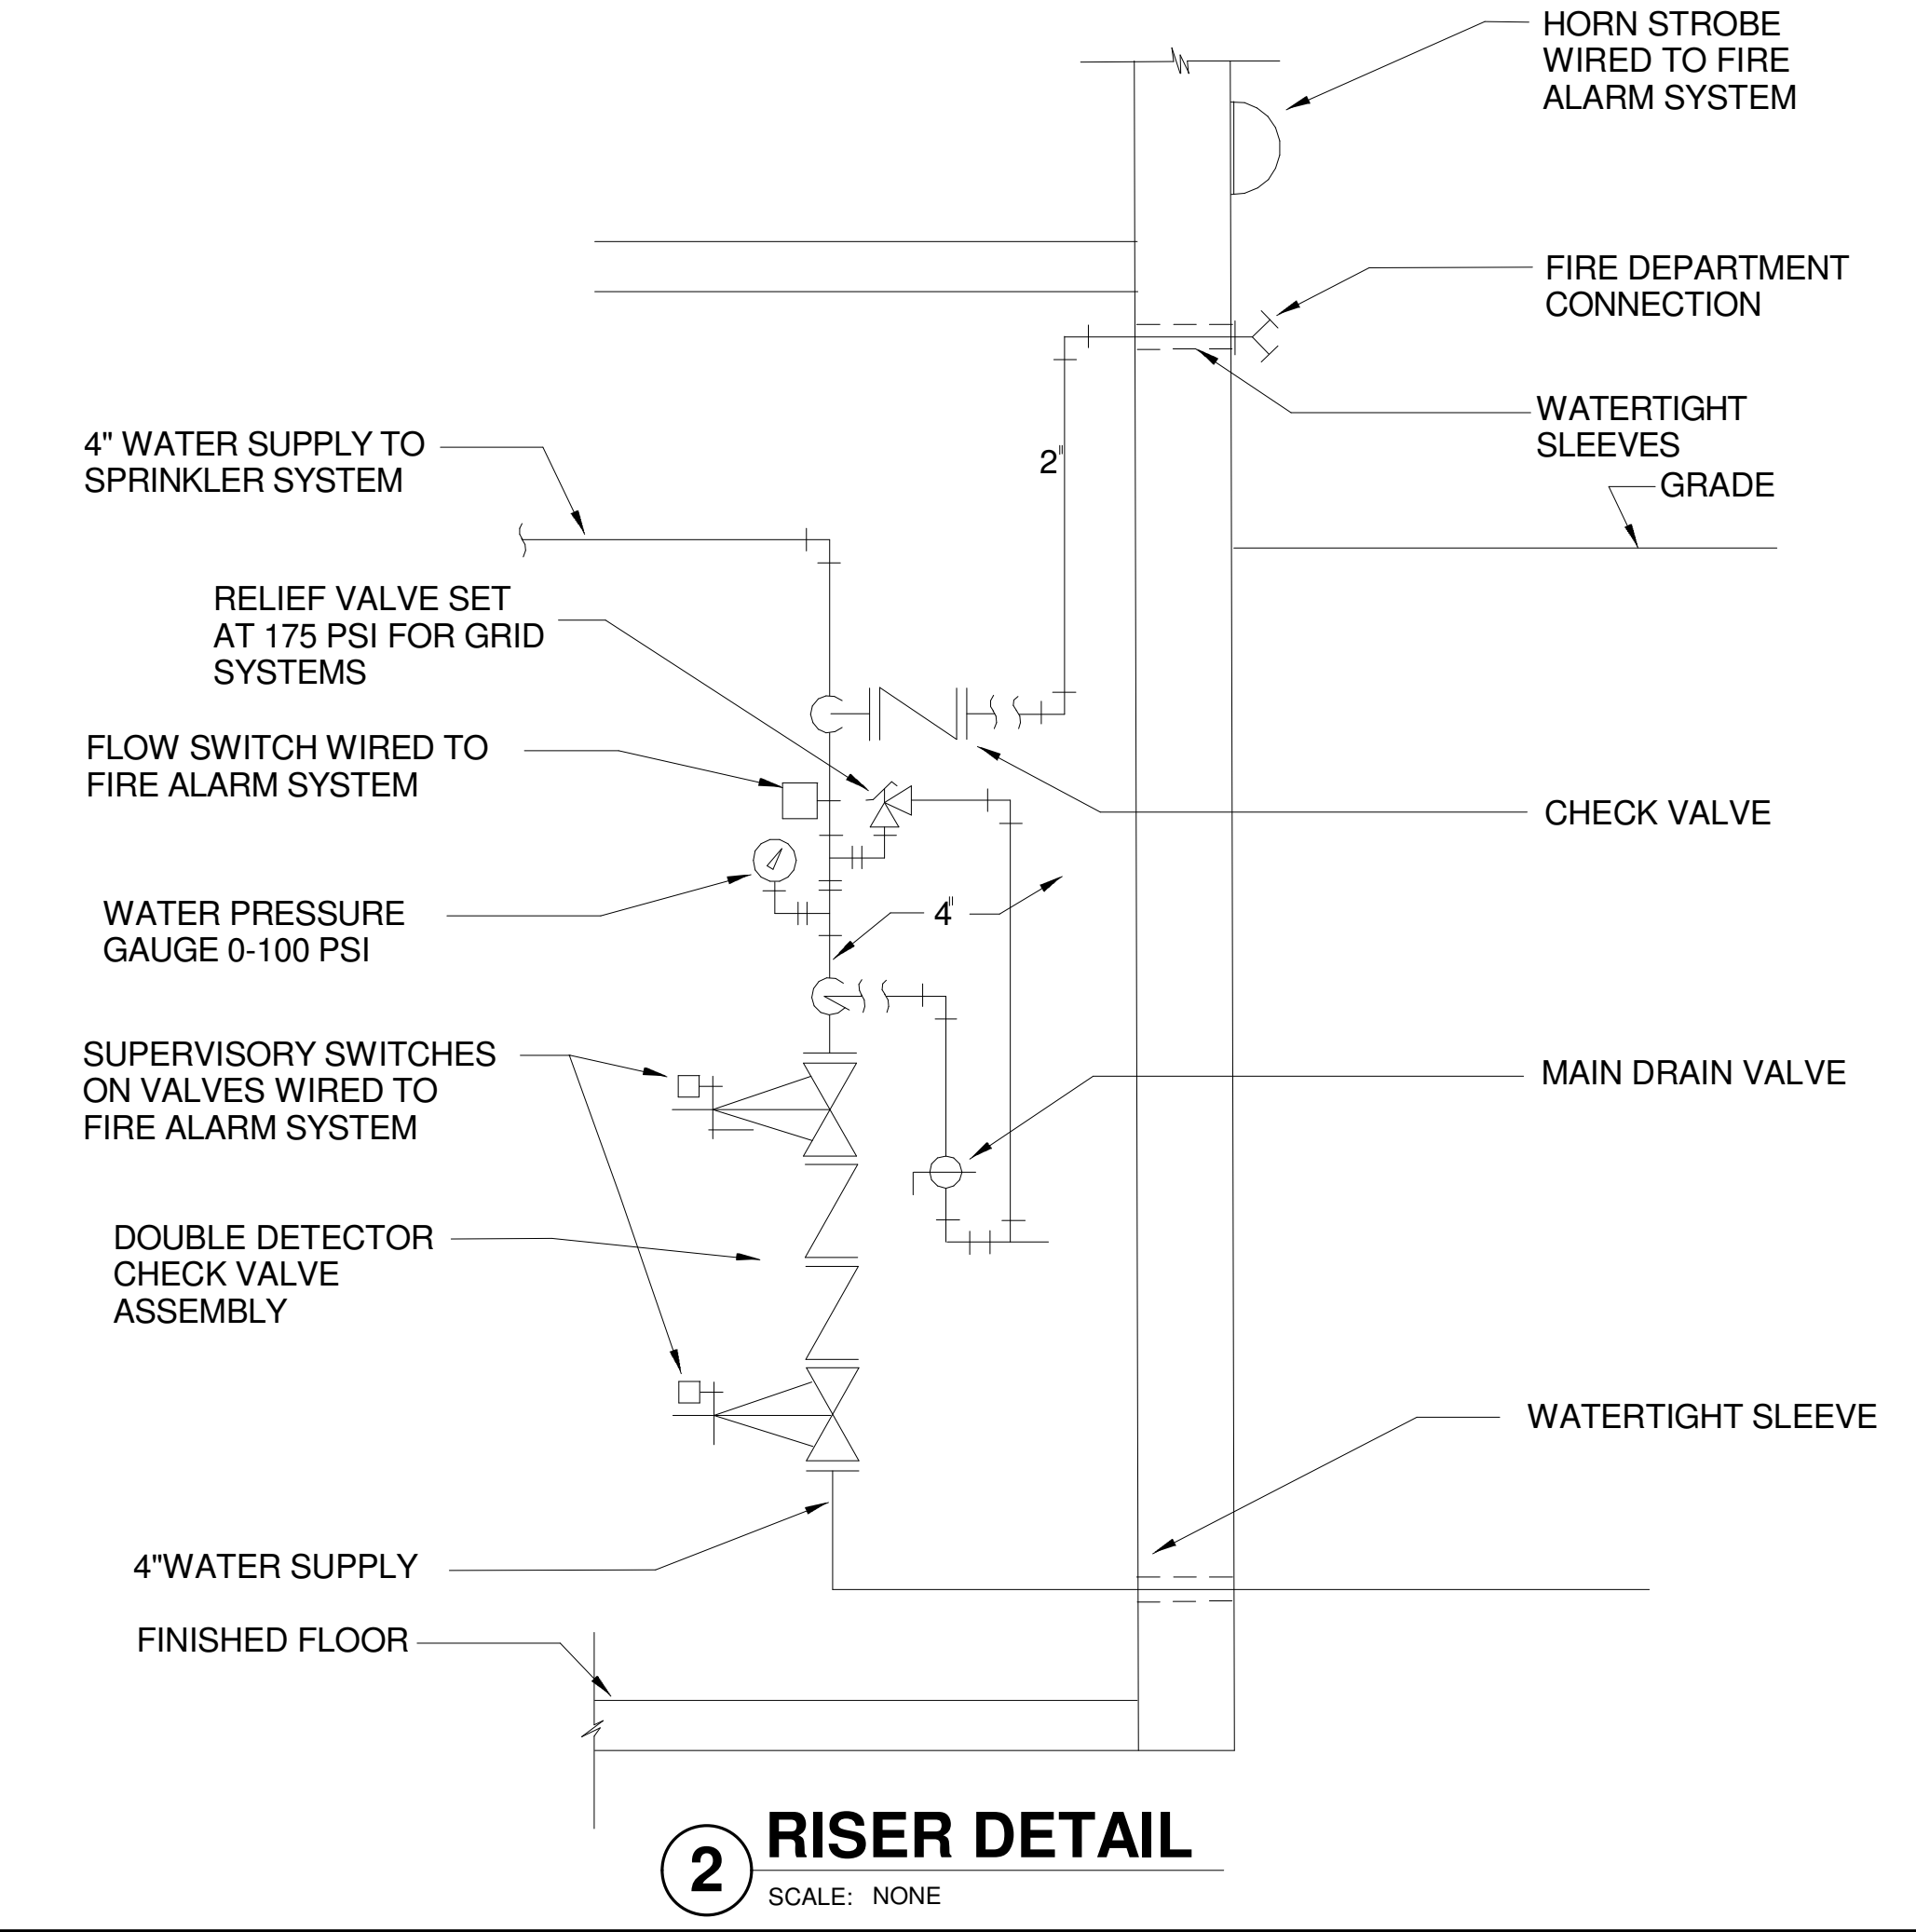 HORN STROBE
WIRED TO FIRE
ALARM SYSTEM
FIRE DEPARTMENT
CONNECTION
WATERTIGHT
SLEEVES
GRADE
4" WATER SUPPLY TO
SPRINKLER SYSTEM
2"
RELIEF VALVE SET
AT 175 PSI FOR GRID
SYSTEMS
FLOW SWITCH WIRED TO
FIRE ALARM SYSTEM
CHECK VALVE
WATER PRESSURE
GAUGE 0-100 PSI
4"
SUPERVISORY SWITCHES
ON VALVES WIRED TO
FIRE ALARM SYSTEM
MAIN DRAIN VALVE
DOUBLE DETECTOR
CHECK VALVE
ASSEMBLY
WATERTIGHT SLEEVE
4"WATER SUPPLY
FINISHED FLOOR
2 RISER DETAIL
SCALE: NONE